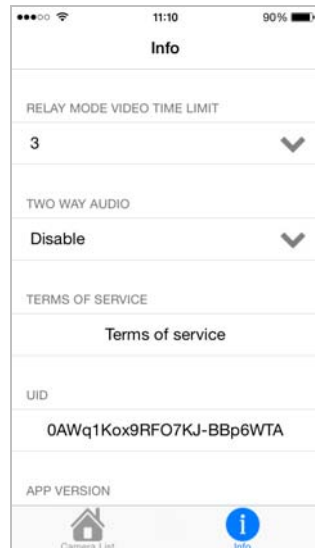 11:10
90%
Info
RELAY MODE VIDEO TIME LIMIT
3
TWO WAY AUDIO
Disable
TERMS OF SERVICE
Terms of service
UID
0AWq1Kox9RFO7KJ-BBp6WTA
APP VERSION
Camera List
Info